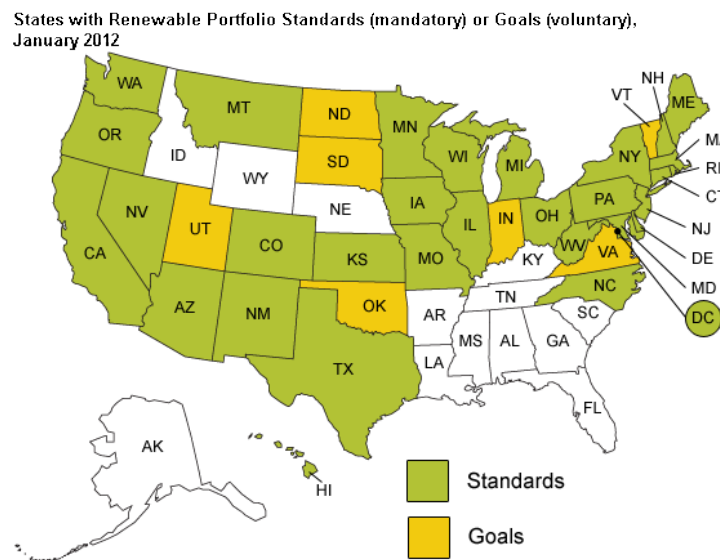 States with Renewable Portfolio Standards (mandatory) or Goals (voluntary),
January 2012
WA
MT
ND
MN
VT
NH
ME
OR
ID
SD
WI
MI
NY
MA
RI
CT
WY
NE
IA
IL
IN
OH
PA
NJ
NV
UT
CO
KS
MO
KY
WV
VA
DE
MD
DC
CA
AZ
NM
OK
AR
TN
NC
SC
TX
LA
MS
AL
GA
FL
AK
HI
Standards
Goals